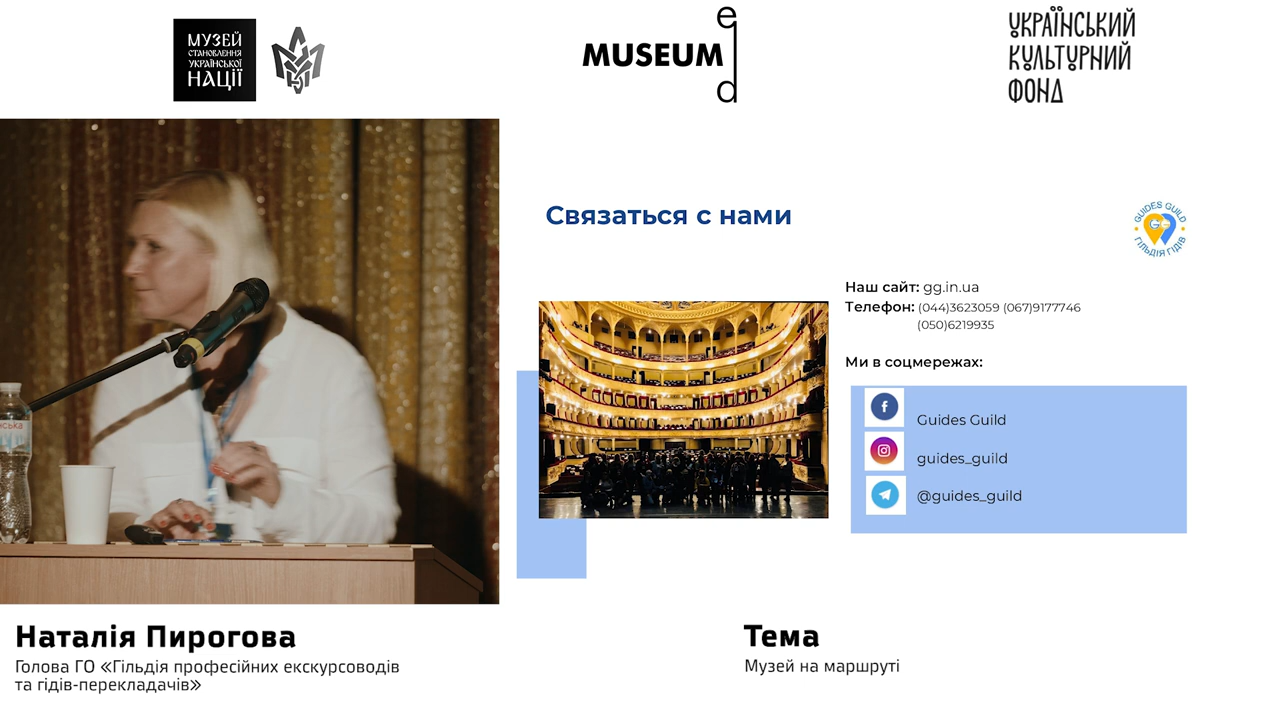 МУЗЕЙ
СТАНОВЛЕННЯ
УКРАЇНСЬКОЇ
НАЦІЇ
MUSEUM
ed
УКРАЇНСЬКИЙ
КУЛЬТУРНИЙ
ФОНД
Связаться с нами
GUIDES GUILD
ГІЛЬДІЯ ГІДІВ
Наш сайт: gg.in.ua
Телефон: (044)3623059 (067)9177746
(050)6219935
Ми в соцмережах:
Guides Guild
guides_guild
@guides_guild
Наталія Пирогова
Голова ГО «Гільдія професійних екскурсоводів
та гідів-перекладачів»
Тема
Музей на маршруті